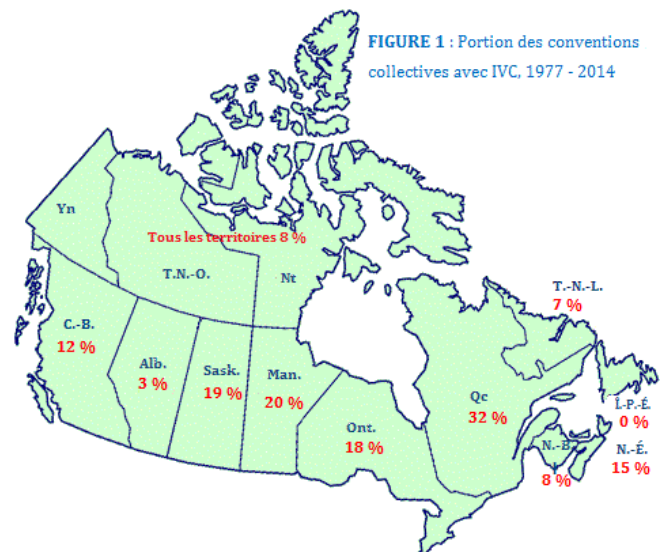 FIGURE 1 : Portion des conventions
collectives avec IVC, 1977 - 2014
Yn
Tous les territoires 8 %
T.N.-O.
Nt
T.-N.-L.
7 %
C.-B.
12 %
Alb.
3 %
Sask.
19 %
Man.
20 %
Ont.
18 %
Qc
32 %
Î.-P.-É.
0 %
N.-B.
8 %
N.-É.
15 %